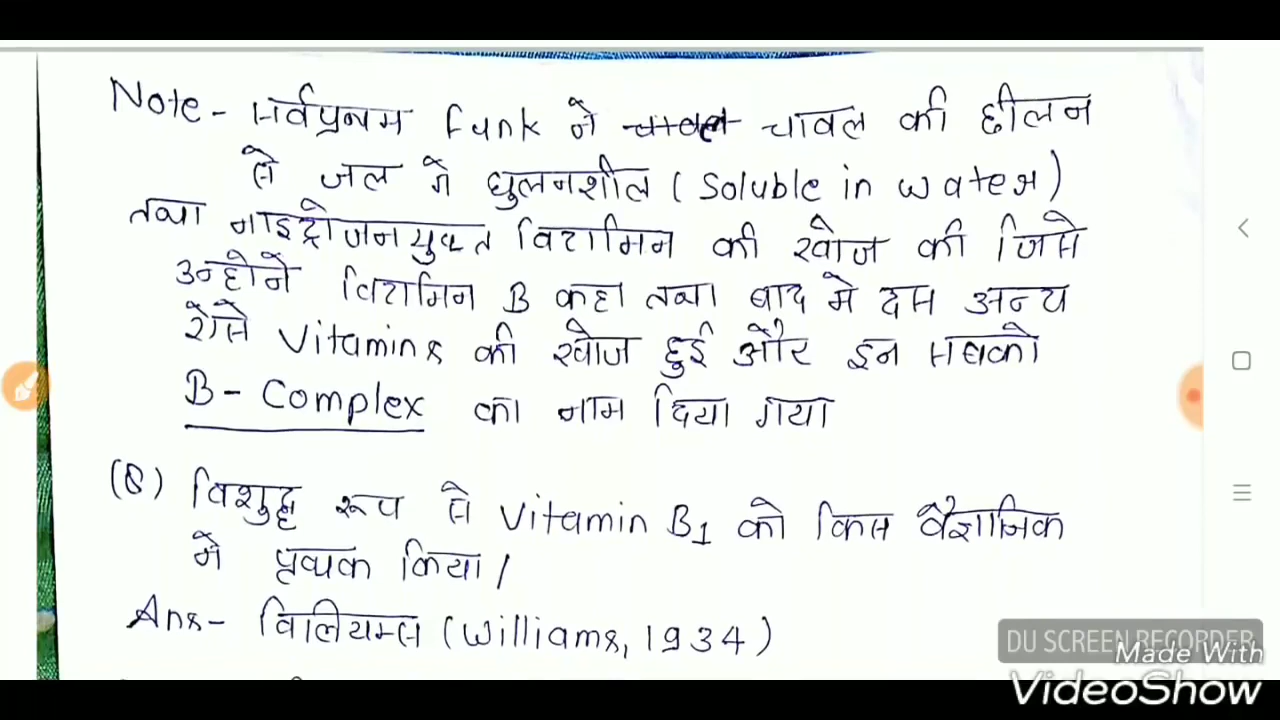 Note - सर्वप्रथम Funk ने चावल चावल की छीलन
से जल में घुलनशील ( Soluble in water )
तथा नाइट्रोजनयुक्त विटामिन की खोज की जिसे
उन्होने विटामिन B कहा तथा बाद मे दस अन्य
ऐसे Vitamins की खोज हुई और इन सबको
B - Complex का नाम दिया गया
(8) विशुद्ध रूप से Vitamin B1 को किस वैज्ञानिक
ने पृथक किया /
Ans - विलियम्स (Williams, 1934)
DU SCREEN RECORDER
Made With
VideoShow